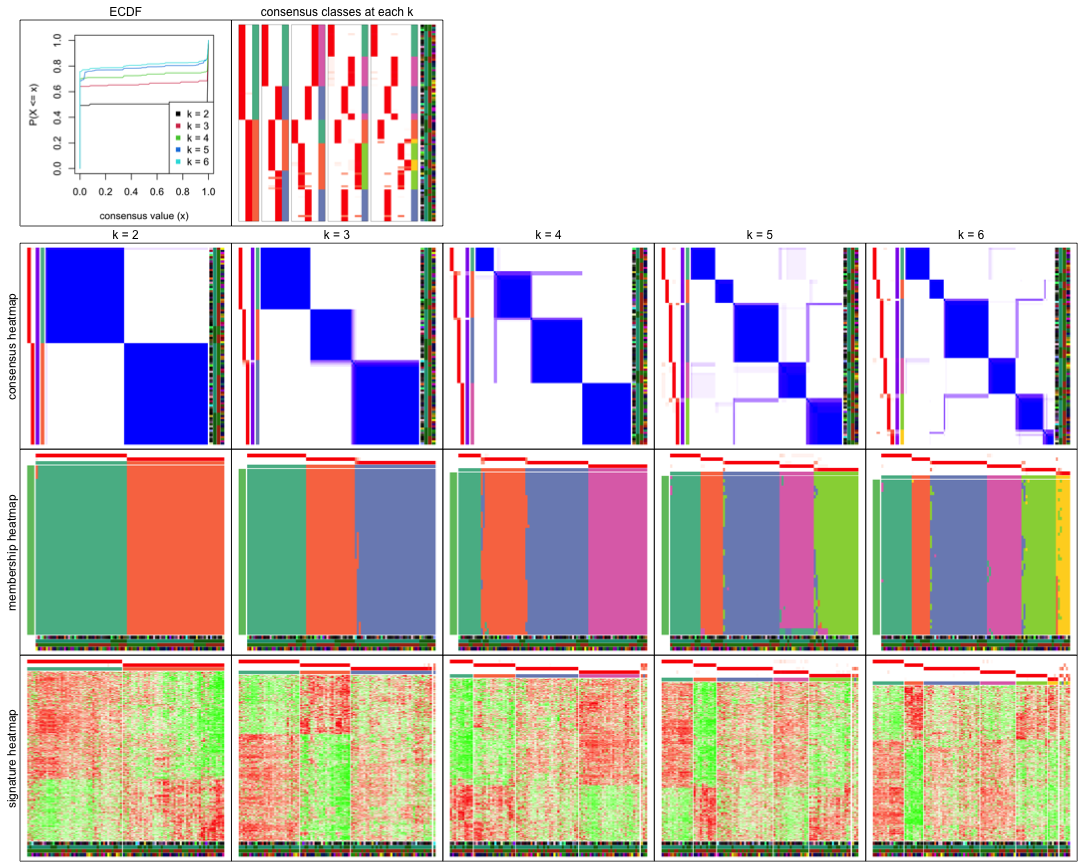 ECDF
consensus classes at each k
P(X <= x)
1.0
0.8
0.6
0.4
0.2
0.0
k = 2
k = 3
k = 4
k = 5
k = 6
0.0 0.2 0.4 0.6 0.8 1.0
consensus value (x)
k = 2
k = 3
k = 4
k = 5
k = 6
consensus heatmap
membership heatmap
signature heatmap